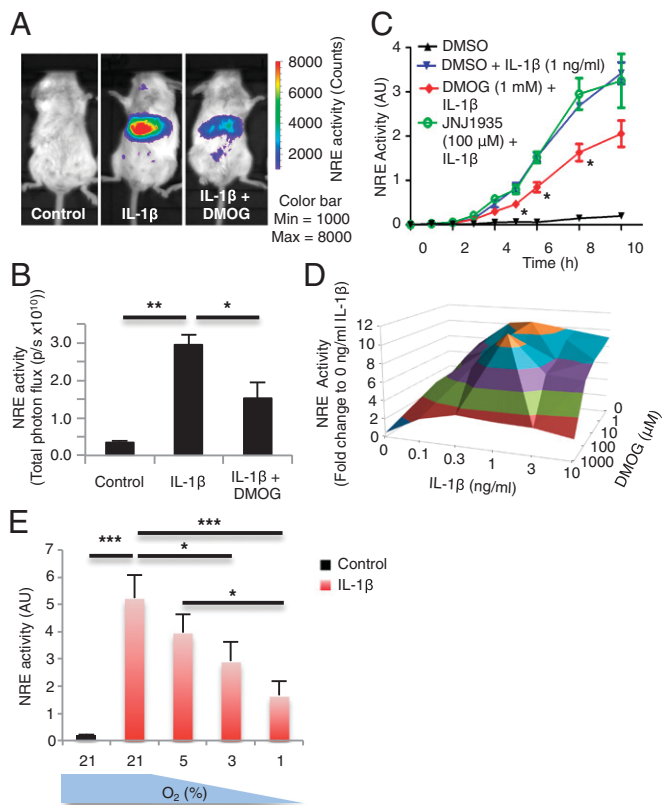 A
Control
IL-1β
IL-1β +
DMOG
8000
6000
4000
2000
NRE activity (Counts)
Color bar
Min = 1000
Max = 8000
B
NRE activity
(Total photon flux (p/s x10¹⁰))
3.0
2.0
1.0
0.0
**
*
Control
IL-1β
IL-1β +
DMOG
C
NRE Activity (AU)
4
3
2
1
0
DMSO
DMSO + IL-1β (1 ng/ml)
DMOG (1 mM) +
IL-1β
JNJ1935
(100 µM) +
IL-1β
*
*
*
0 2 4 6 8 10
Time (h)
D
NRE Activity
(Fold change to 0 ng/ml IL-1β)
12
10
8
6
4
2
0
0 0.1 0.3 1 3 10
IL-1β (ng/ml)
0
1
10
100
1000
DMOG (µM)
E
NRE activity (AU)
7
6
5
4
3
2
1
0
***
***
*
*
Control
IL-1β
21 21 5 3 1
O₂ (%)